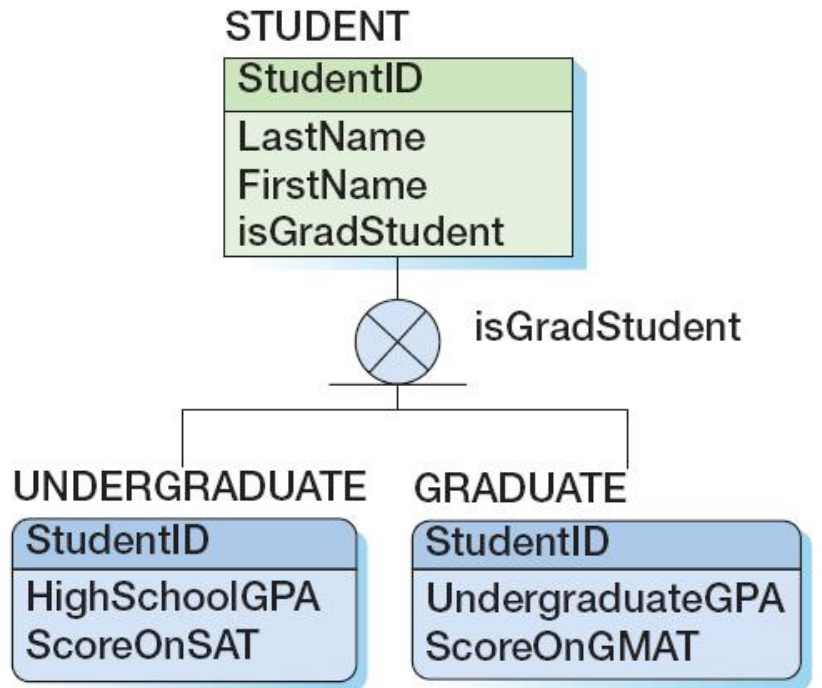 STUDENT
StudentID
LastName
FirstName
isGradStudent
isGradStudent
UNDERGRADUATE
StudentID
HighSchoolGPA
ScoreOnSAT
GRADUATE
StudentID
UndergraduateGPA
ScoreOnGMAT